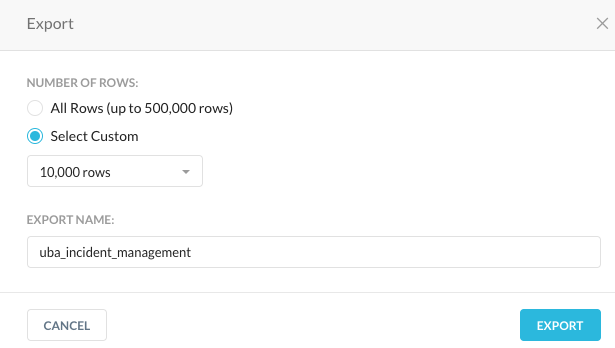 Export
NUMBER OF ROWS:
All Rows (up to 500,000 rows)
Select Custom
10,000 rows
EXPORT NAME:
uba_incident_management
CANCEL
EXPORT